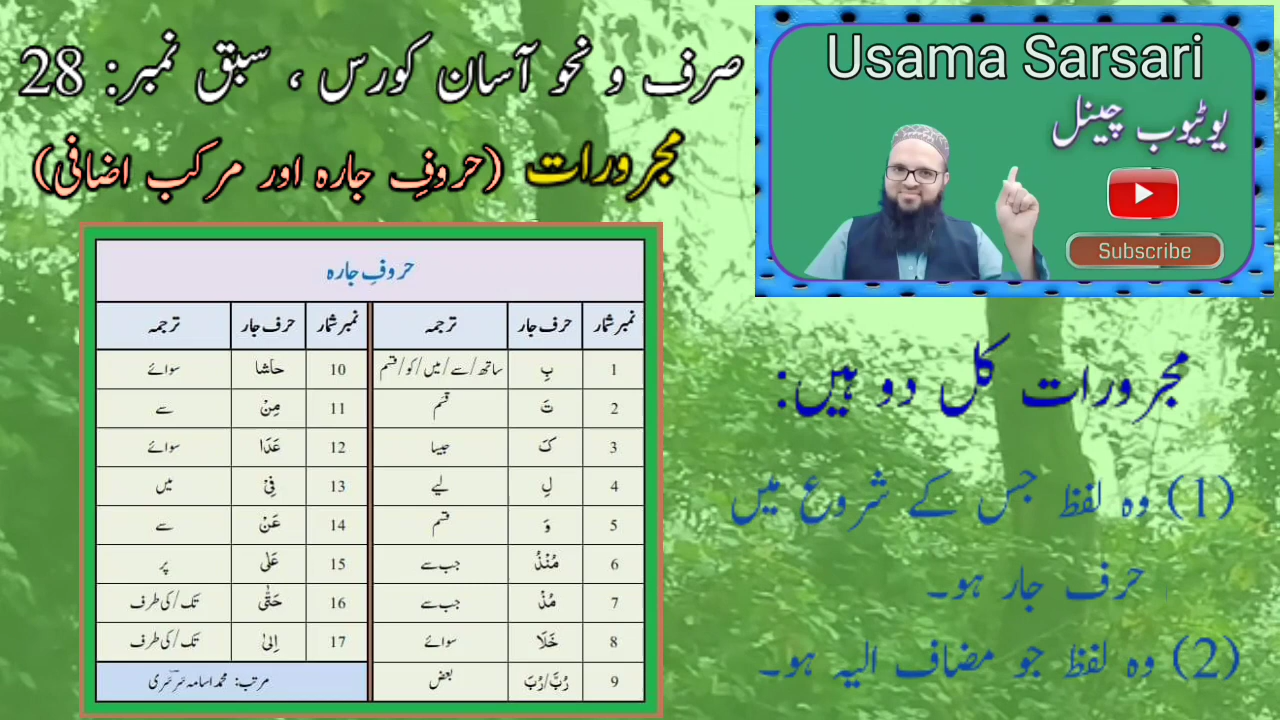 صرف و نحو آسان کورس ، سبق نمبر: 28
مجرورات (حروفِ جارہ اور مرکب اضافی)
Usama Sarsari
یوٹیوب چینل
Subscribe
حروفِ جارہ
نمبر شمار حرف جار ترجمہ نمبر شمار حرف جار ترجمہ
1 بِ ساتھ/سے/میں/کو/قسم 10 حاشا سوائے
2 تَ قسم 11 مِنْ سے
3 کَ جیسا 12 عَدَا سوائے
4 لِ لیے 13 فِیْ میں
5 وَ قسم 14 عَنْ سے
6 مُنْذُ جب سے 15 عَلٰی پر
7 مُذْ جب سے 16 حَتّٰی تک/کی طرف
8 خَلَا سوائے 17 اِلیٰ تک/کی طرف
9 رُبَّ/رُبَ بعض مرتب: محمد اسامہ سَرسَری
مجرورات کل دو ہیں:
(1) وہ لفظ جس کے شروع میں
حرف جار ہو۔
(2) وہ لفظ جو مضاف الیہ ہو۔